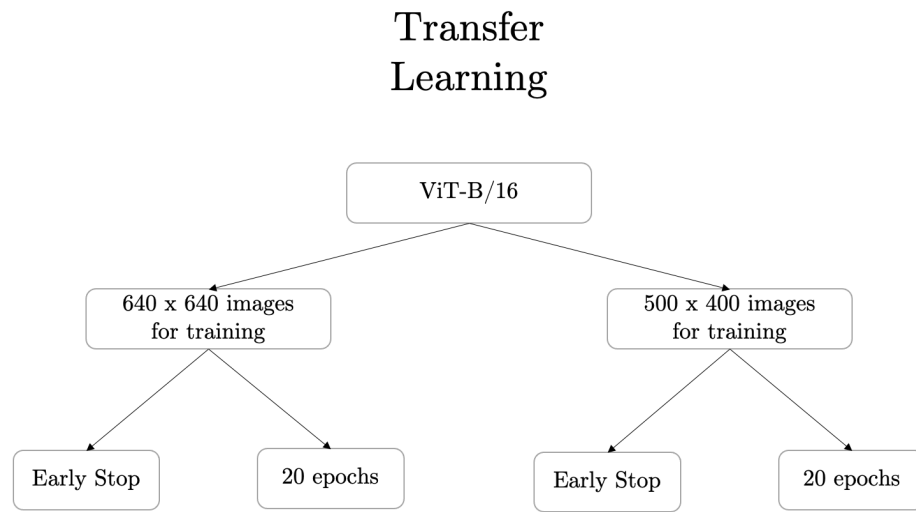 Transfer
Learning
ViT-B/16
640 x 640 images
for training
500 x 400 images
for training
Early Stop
20 epochs
Early Stop
20 epochs